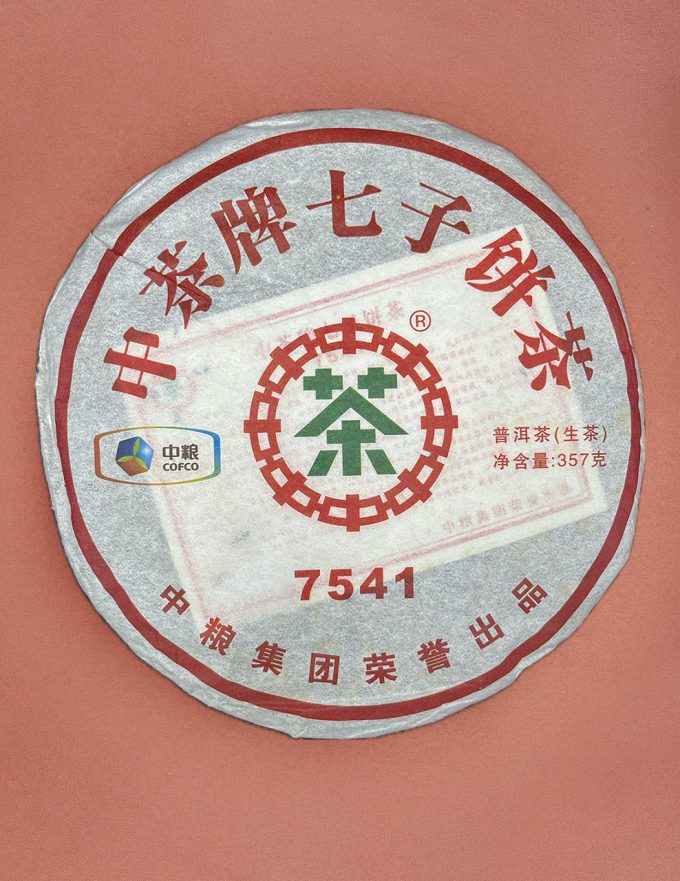 中茶牌七子饼茶
®
茶
中粮
COFCO
普洱茶(生茶)
净含量:357克
7541
中粮集团荣誉出品